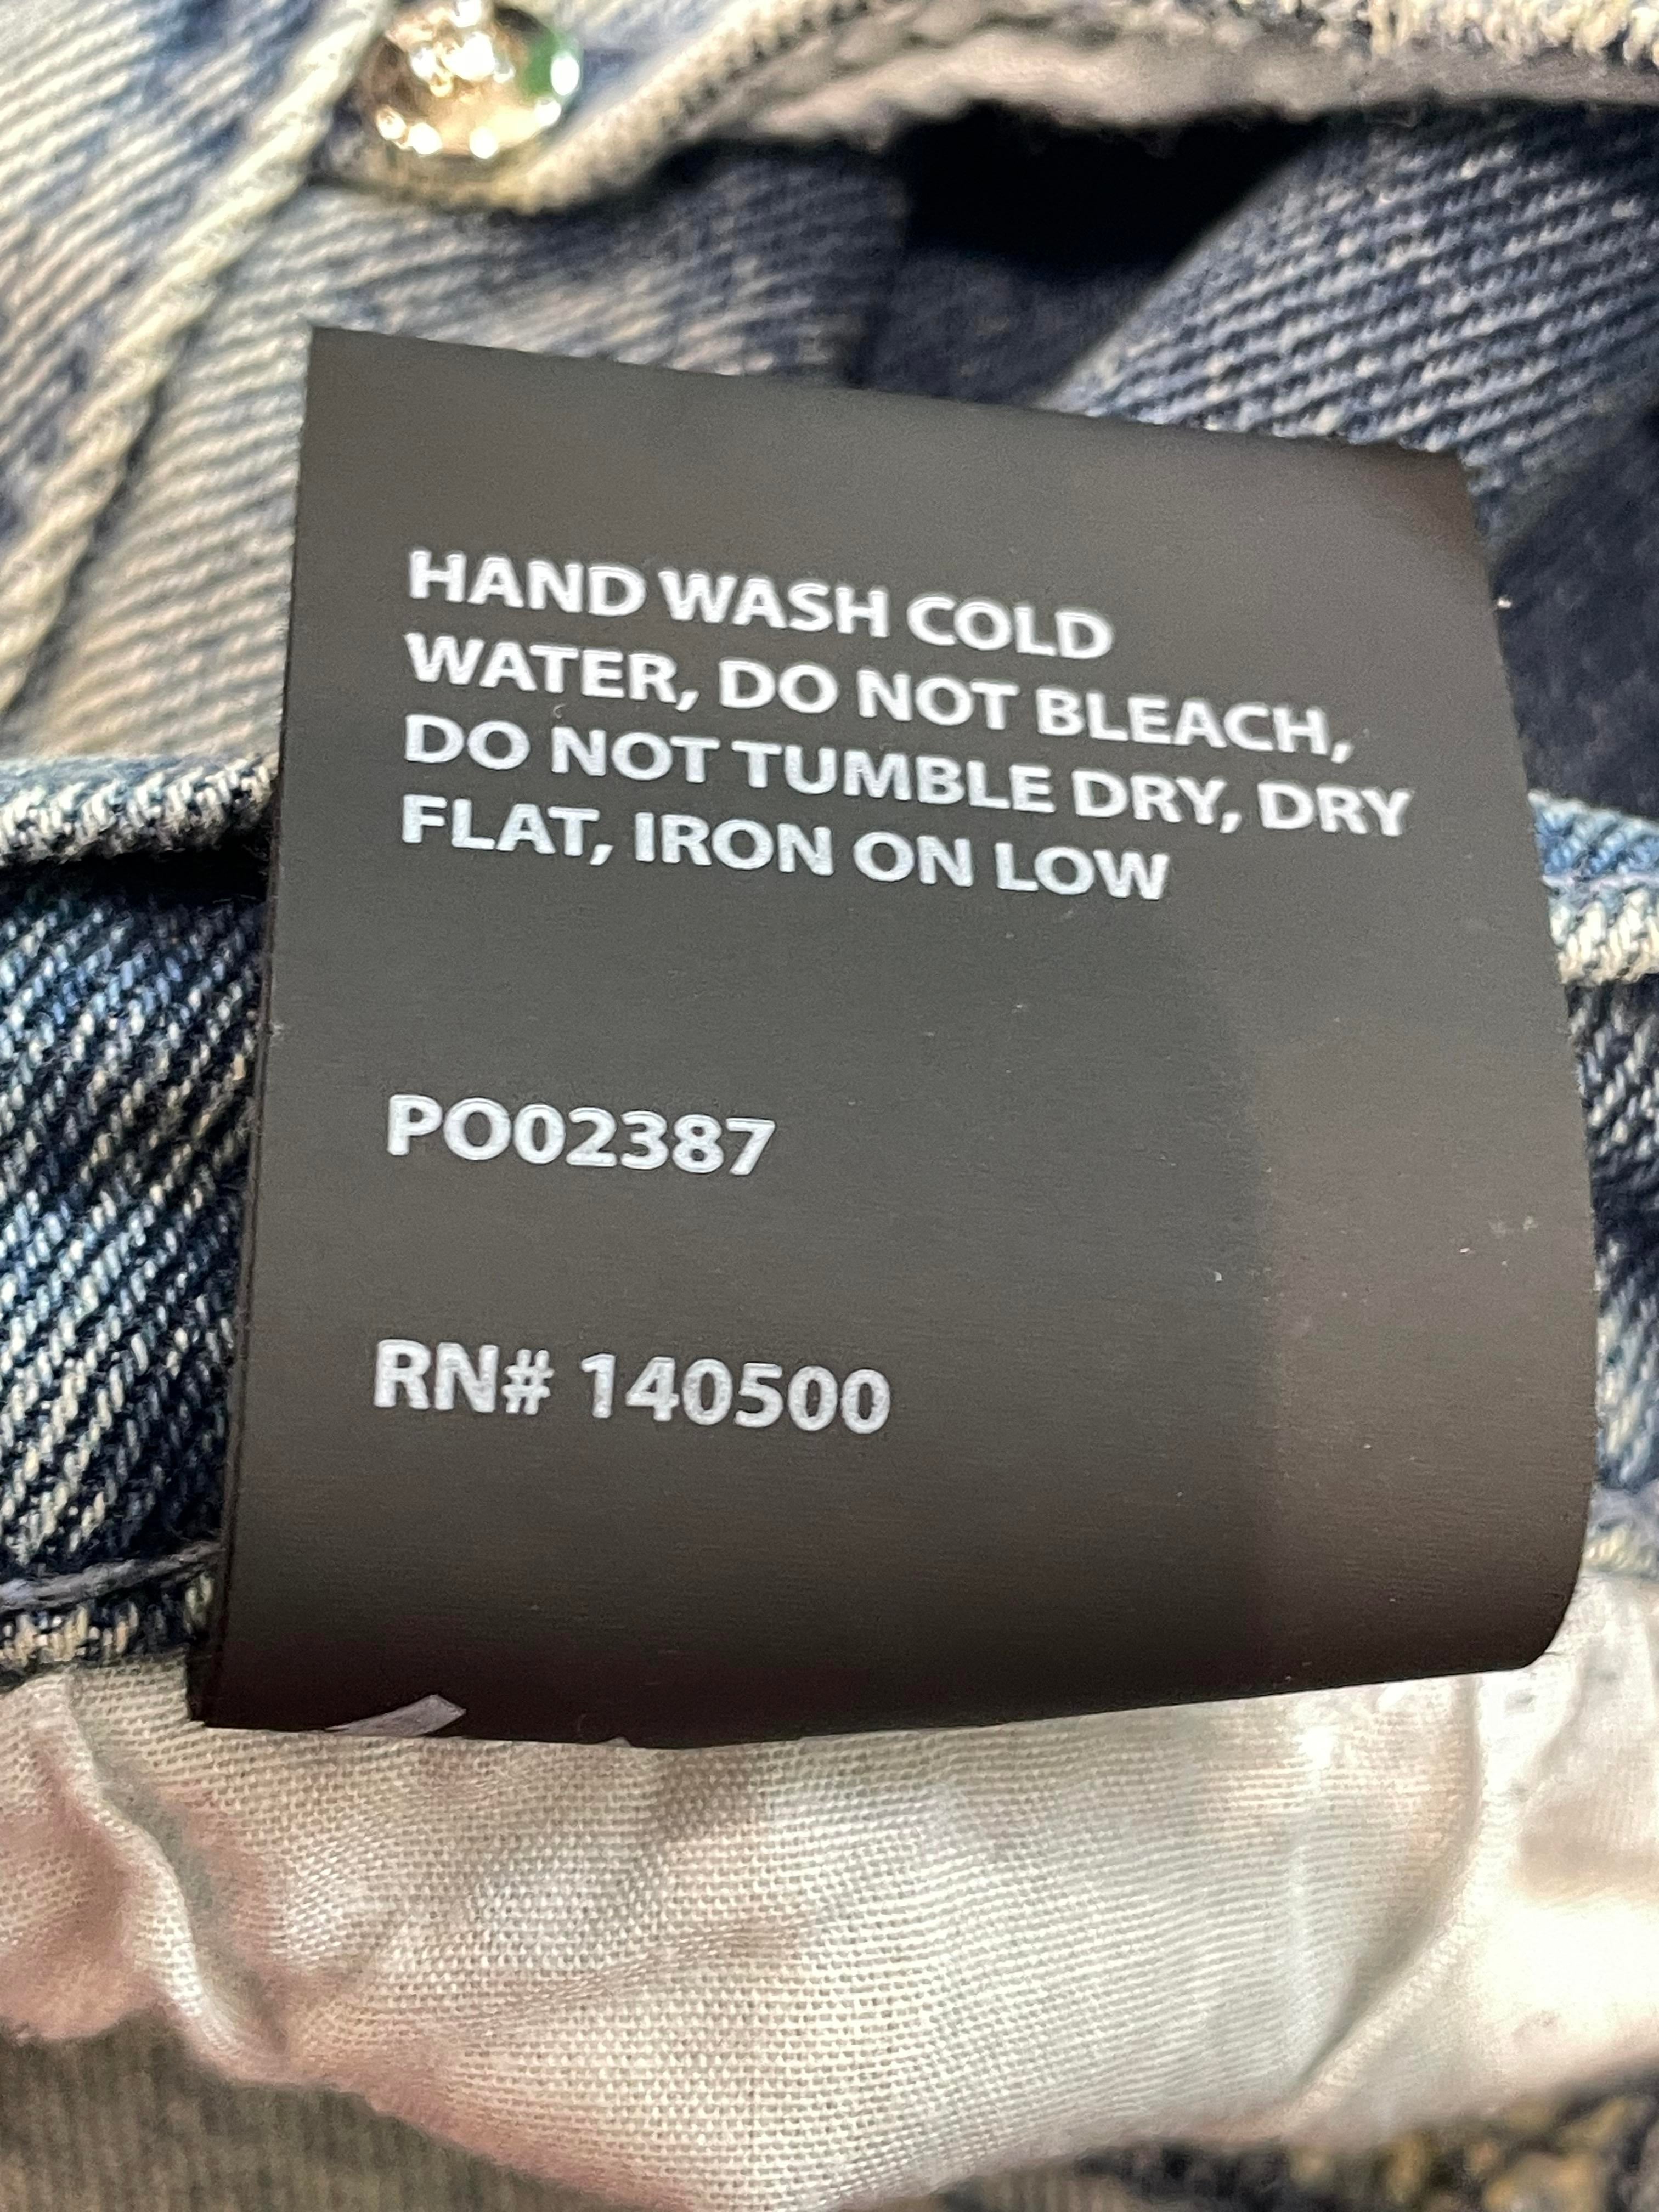 HAND WASH COLD
WATER, DO NOT BLEACH,
DO NOT TUMBLE DRY, DRY
FLAT, IRON ON LOW
PO02387
RN# 140500